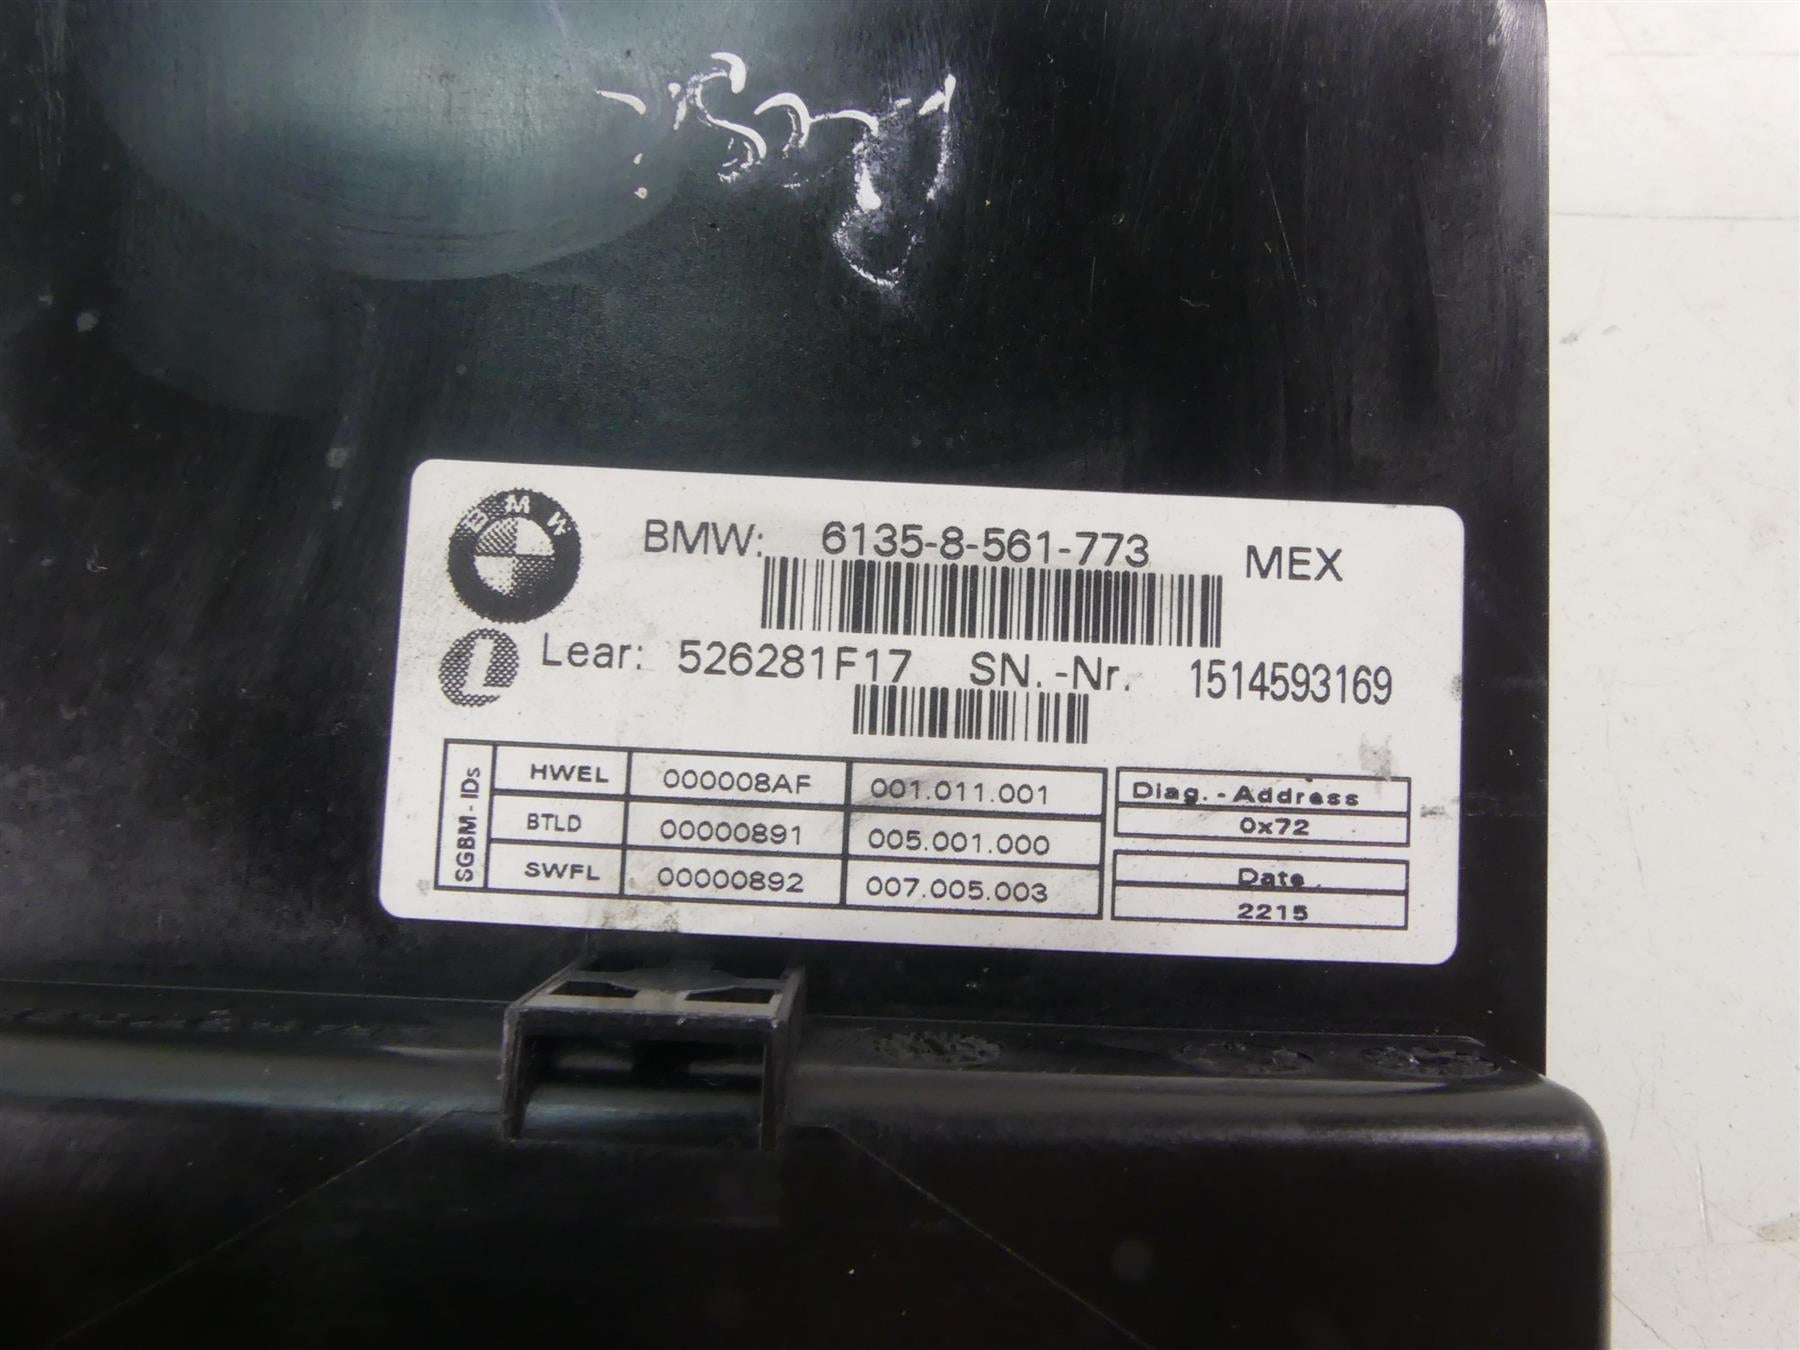 BMW
BMW: 6135-8-561-773 MEX
L Lear: 526281F17 SN.-Nr. 1514593169
SGBM-IDs
HWEL 000008AF 001.011.001
BTLD 00000891 005.001.000
SWFL 00000892 007.005.003
Diag.-Address
0x72
Date
2215